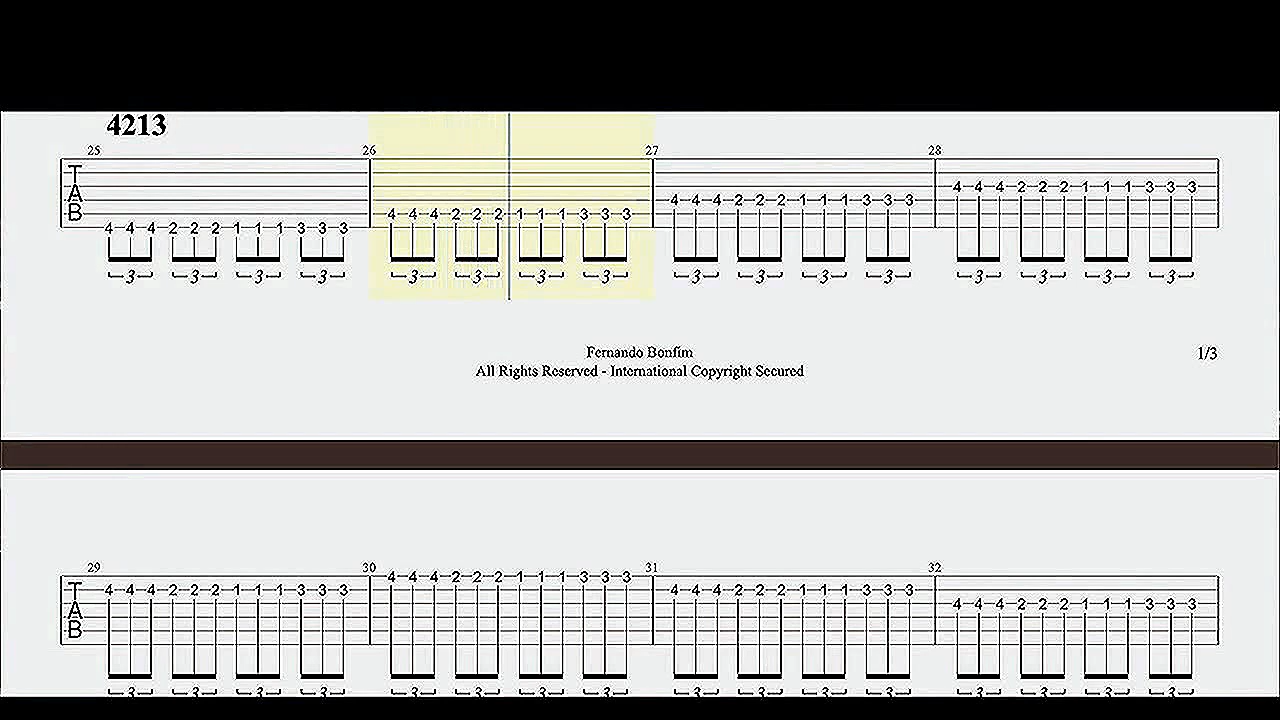 4213
25 26 27 28
T
A
B
4 4 4 2 2 2 1 1 1 3 3 3
4 4 4 2 2 2 1 1 1 3 3 3
4 4 4 2 2 2 1 1 1 3 3 3
4 4 4 2 2 2 1 1 1 3 3 3
3 3 3 3 3 3 3 3 3 3 3 3 3 3 3 3
Fernando Bonfim
All Rights Reserved - International Copyright Secured
1/3
29 30 31 32
T
A
B
4 4 4 2 2 2 1 1 1 3 3 3
4 4 4 2 2 2 1 1 1 3 3 3
4 4 4 2 2 2 1 1 1 3 3 3
4 4 4 2 2 2 1 1 1 3 3 3
3 3 3 3 3 3 3 3 3 3 3 3 3 3 3 3